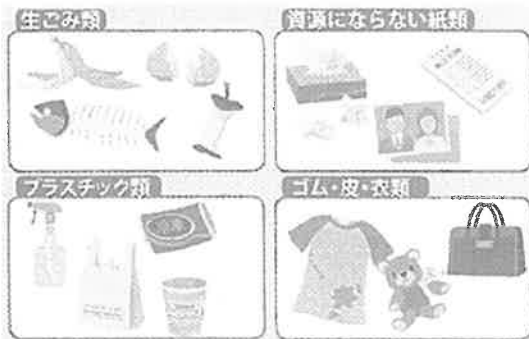 生ごみ類
資源にならない紙類
プラスチック類
ゴム・皮・衣類